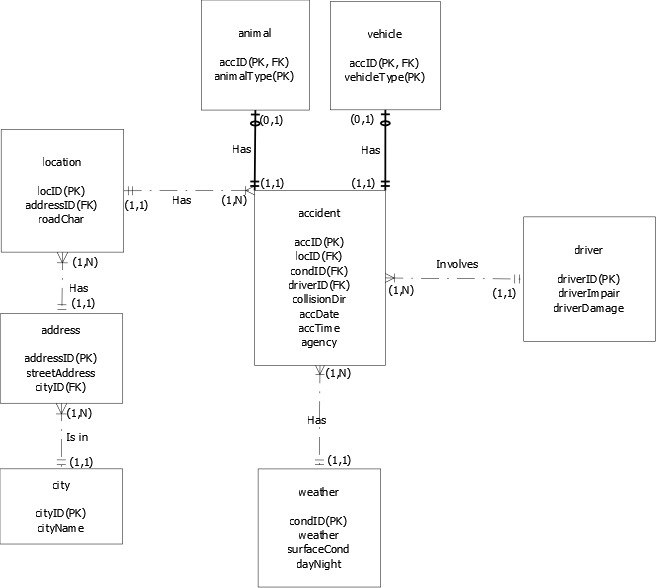 animal
accID(PK, FK)
animalType(PK)
vehicle
accID(PK, FK)
vehicleType(PK)
(0,1)
(0,1)
Has
Has
(1,1)
(1,1)
location
locID(PK)
addressID(FK)
roadChar
(1,1)
Has
(1,N)
accident
accID(PK)
locID(FK)
condID(FK)
driverID(FK)
collisionDir
accDate
accTime
agency
Involves
(1,N)
(1,1)
driver
driverID(PK)
driverImpair
driverDamage
(1,N)
Has
(1,1)
address
addressID(PK)
streetAddress
cityID(FK)
(1,N)
Is in
(1,1)
city
cityID(PK)
cityName
(1,N)
Has
(1,1)
weather
condID(PK)
weather
surfaceCond
dayNight